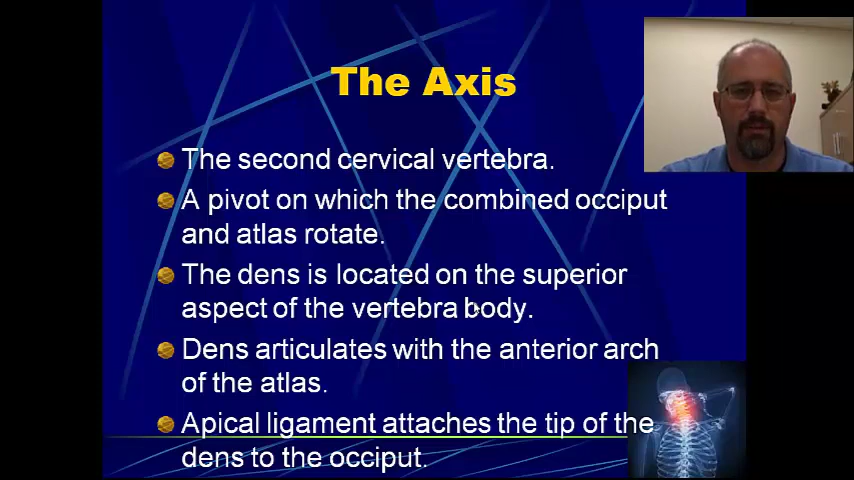 The Axis
The second cervical vertebra.
A pivot on which the combined occiput
and atlas rotate.
The dens is located on the superior
aspect of the vertebra body.
Dens articulates with the anterior arch
of the atlas.
Apical ligament attaches the tip of the
dens to the occiput.